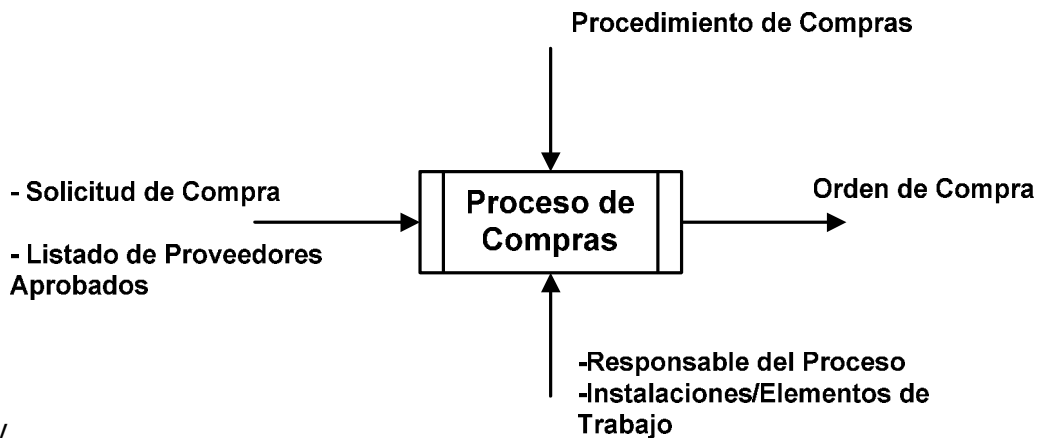 Procedimiento de Compras
- Solicitud de Compra
- Listado de Proveedores
Aprobados
Proceso de
Compras
Orden de Compra
-Responsable del Proceso
-Instalaciones/Elementos de
Trabajo
/